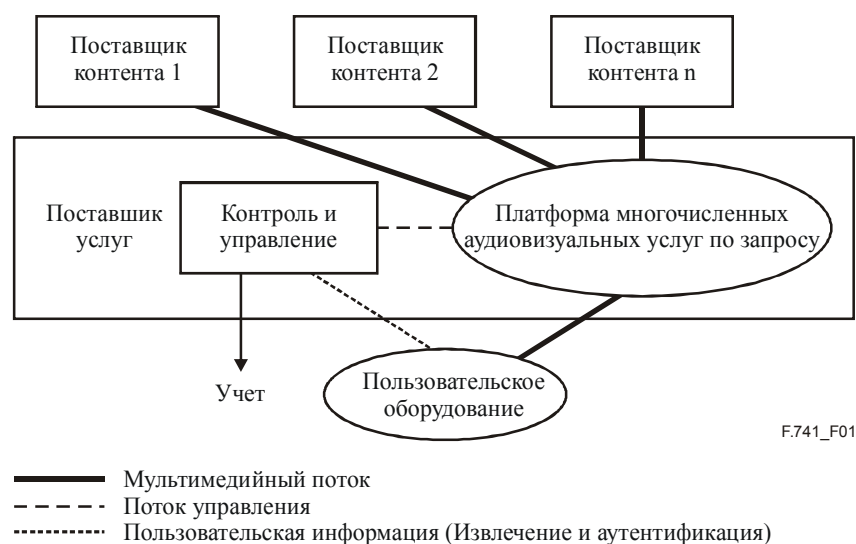 Поставщик
контента 1
Поставщик
контента 2
Поставщик
контента n
Поставшик
услуг
Контроль и
управление
Платформа многочисленных
аудиовизуальных услуг по запросу
Учет
Пользовательское
оборудование
F.741_F01
Мультимедийный поток
Поток управления
Пользовательская информация (Извлечение и аутентификация)